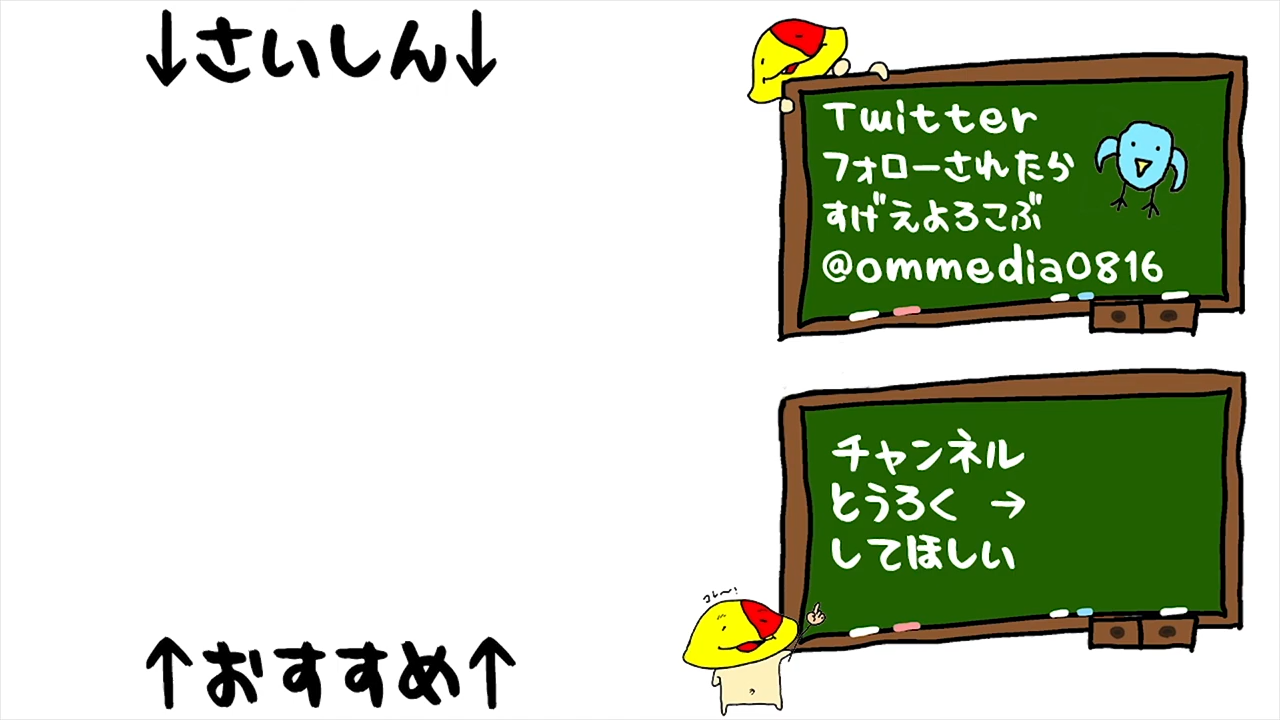 ↓さいしん↓
Twitter
フォローされたら
すげえよろこぶ
@ommedia0816
チャンネル
とうろく →
してほしい
コレ〜!
↑おすすめ↑